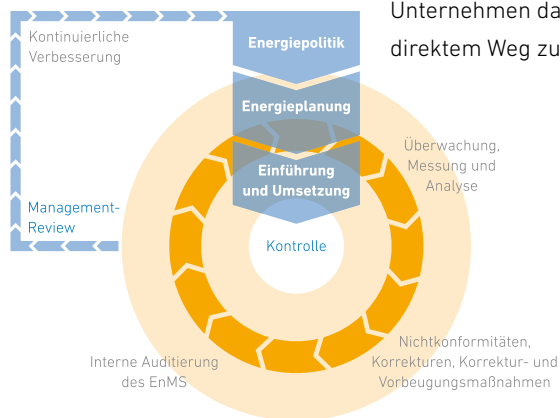 Unternehmen da
direktem Weg zu
Kontinuierliche
Verbesserung
Energiepolitik
Energieplanung
Einführung
und Umsetzung
Überwachung,
Messung und
Analyse
Management-
Review
Kontrolle
Nichtkonformitäten,
Korrekturen, Korrektur- und
Vorbeugungsmaßnahmen
Interne Auditierung
des EnMS